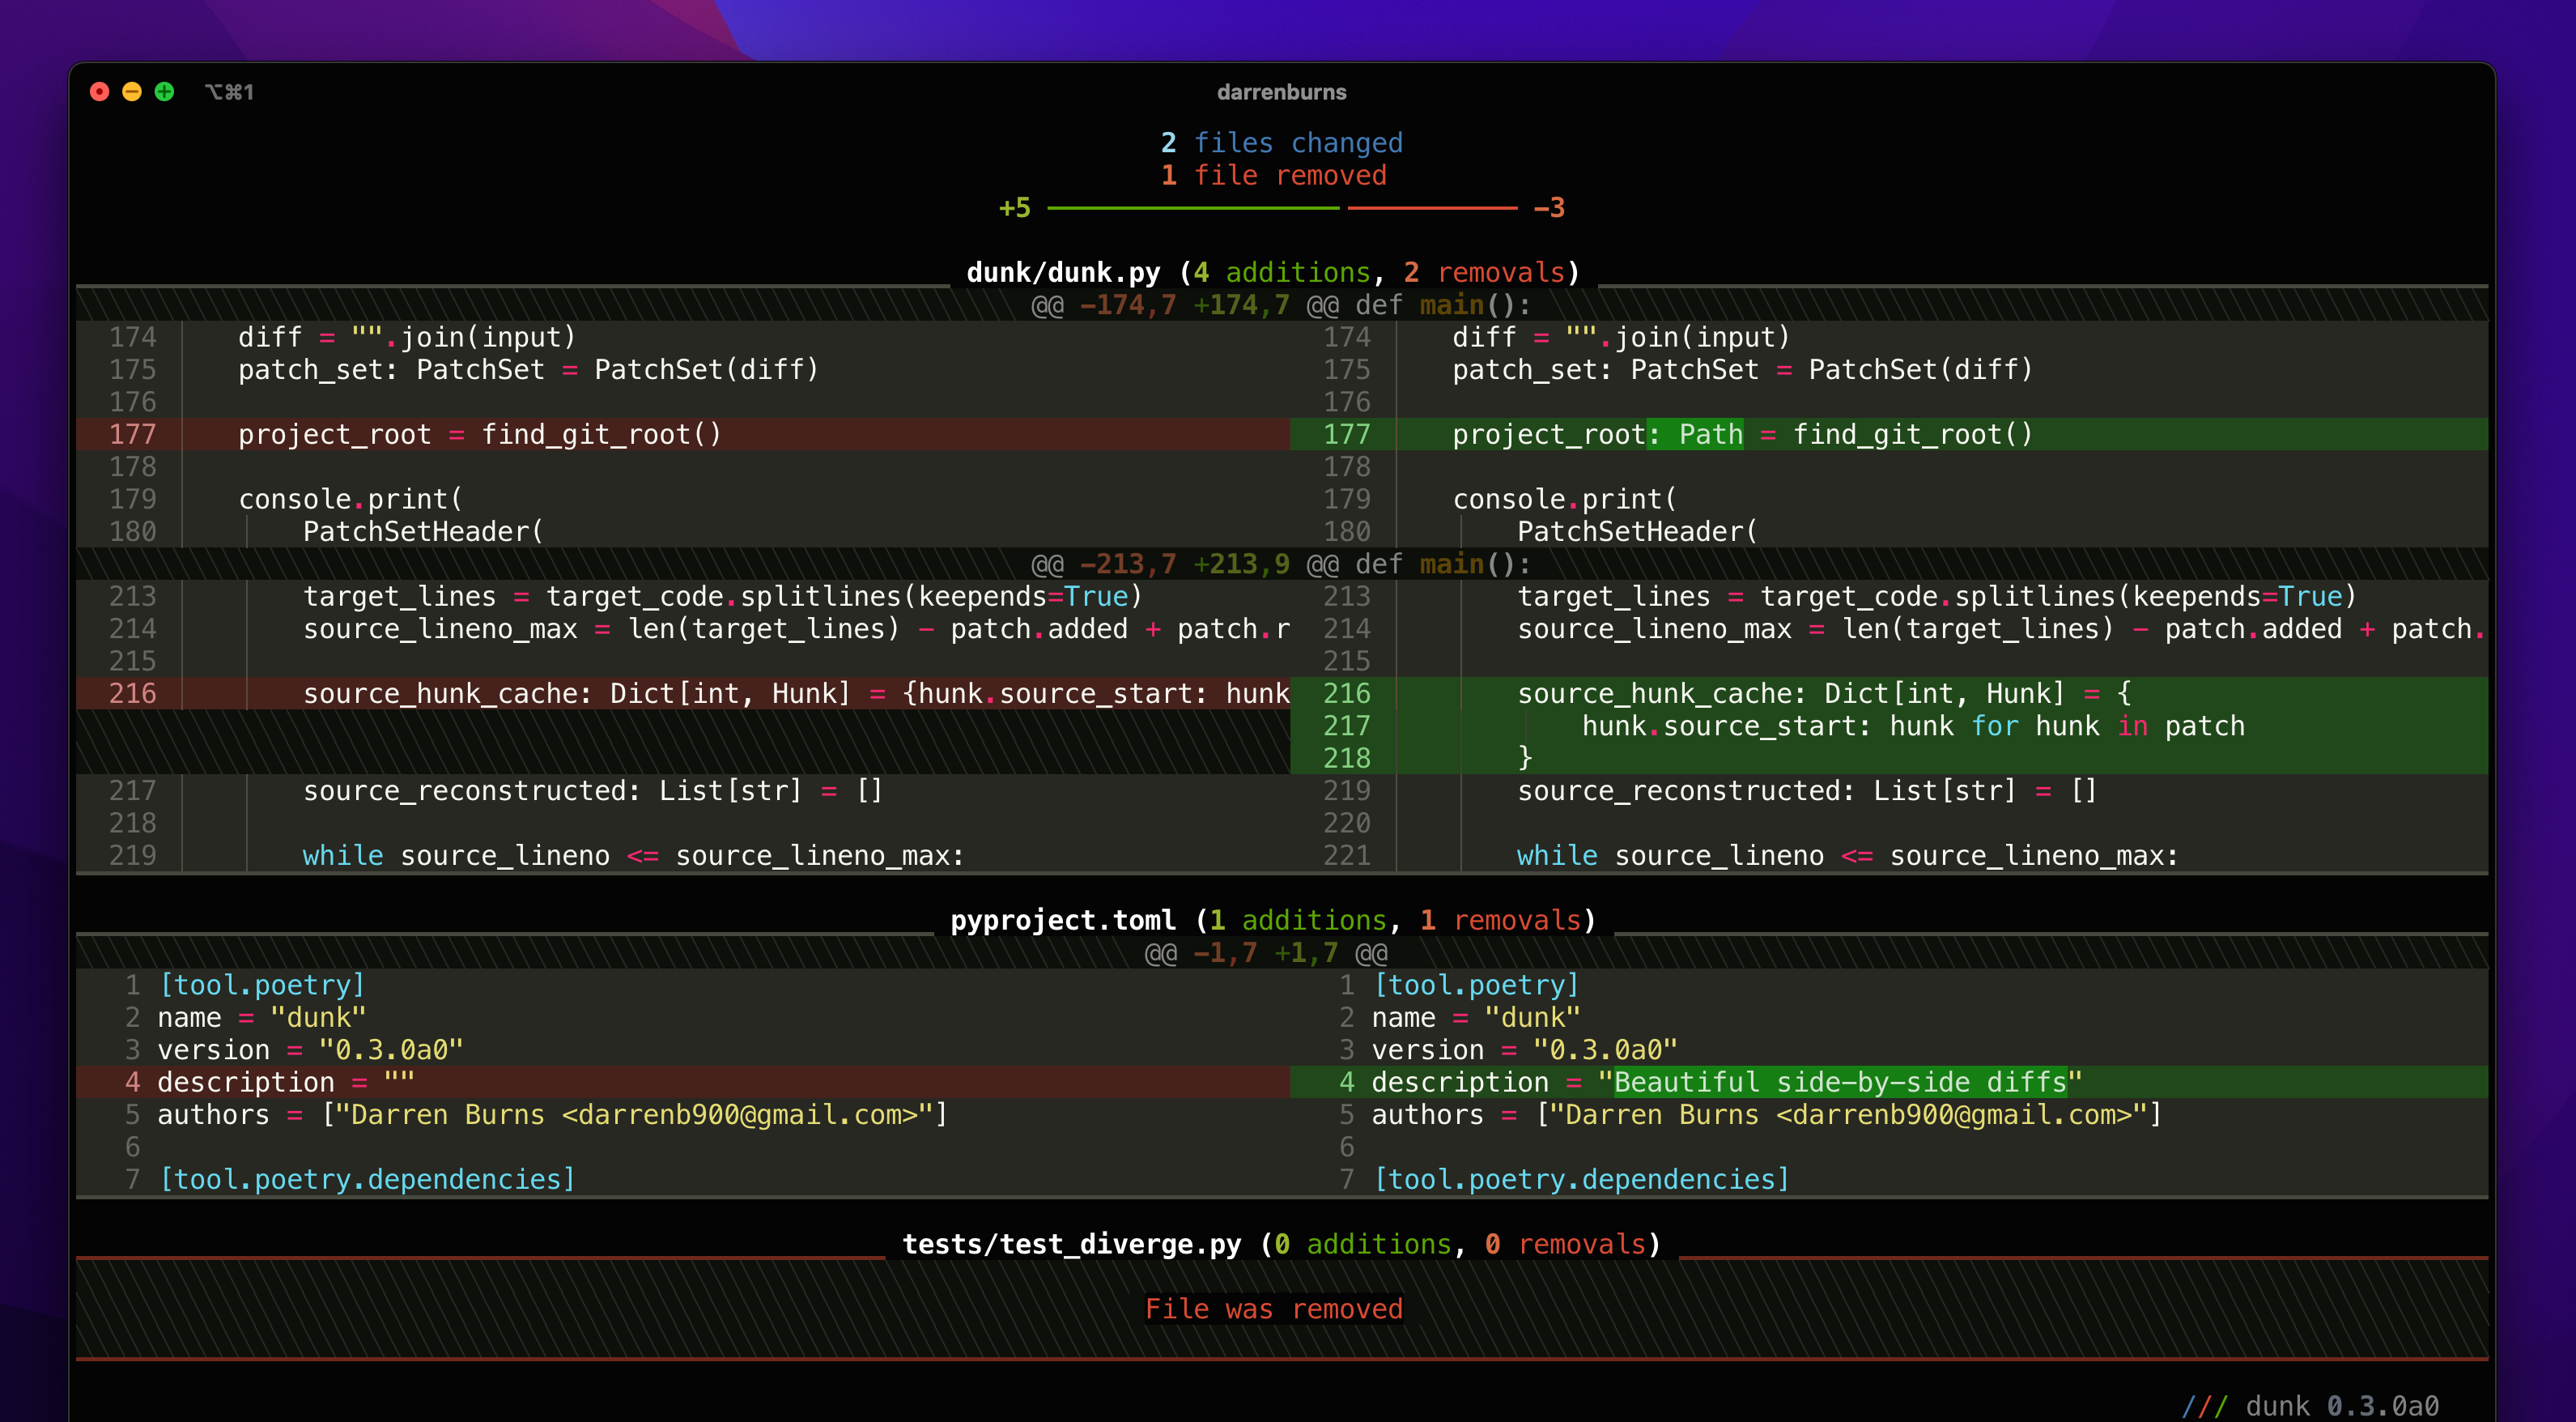 ⌥⌘1 darrenburns
2 files changed
1 file removed
+5 −3
dunk/dunk.py (4 additions, 2 removals)
@@ −174,7 +174,7 @@ def main():
174 diff = "".join(input) 174 diff = "".join(input)
175 patch_set: PatchSet = PatchSet(diff) 175 patch_set: PatchSet = PatchSet(diff)
176 176
177 project_root = find_git_root() 177 project_root: Path = find_git_root()
178 178
179 console.print( 179 console.print(
180 PatchSetHeader( 180 PatchSetHeader(
@@ −213,7 +213,9 @@ def main():
213 target_lines = target_code.splitlines(keepends=True) 213 target_lines = target_code.splitlines(keepends=True)
214 source_lineno_max = len(target_lines) − patch.added + patch.r 214 source_lineno_max = len(target_lines) − patch.added + patch.
215 215
216 source_hunk_cache: Dict[int, Hunk] = {hunk.source_start: hunk 216 source_hunk_cache: Dict[int, Hunk] = {
217 hunk.source_start: hunk for hunk in patch
218 }
217 source_reconstructed: List[str] = [] 219 source_reconstructed: List[str] = []
218 220
219 while source_lineno <= source_lineno_max: 221 while source_lineno <= source_lineno_max:
pyproject.toml (1 additions, 1 removals)
@@ −1,7 +1,7 @@
1 [tool.poetry] 1 [tool.poetry]
2 name = "dunk" 2 name = "dunk"
3 version = "0.3.0a0" 3 version = "0.3.0a0"
4 description = "" 4 description = "Beautiful side-by-side diffs"
5 authors = ["Darren Burns <darrenb900@gmail.com>"] 5 authors = ["Darren Burns <darrenb900@gmail.com>"]
6 6
7 [tool.poetry.dependencies] 7 [tool.poetry.dependencies]
tests/test_diverge.py (0 additions, 0 removals)
File was removed
/// dunk 0.3.0a0